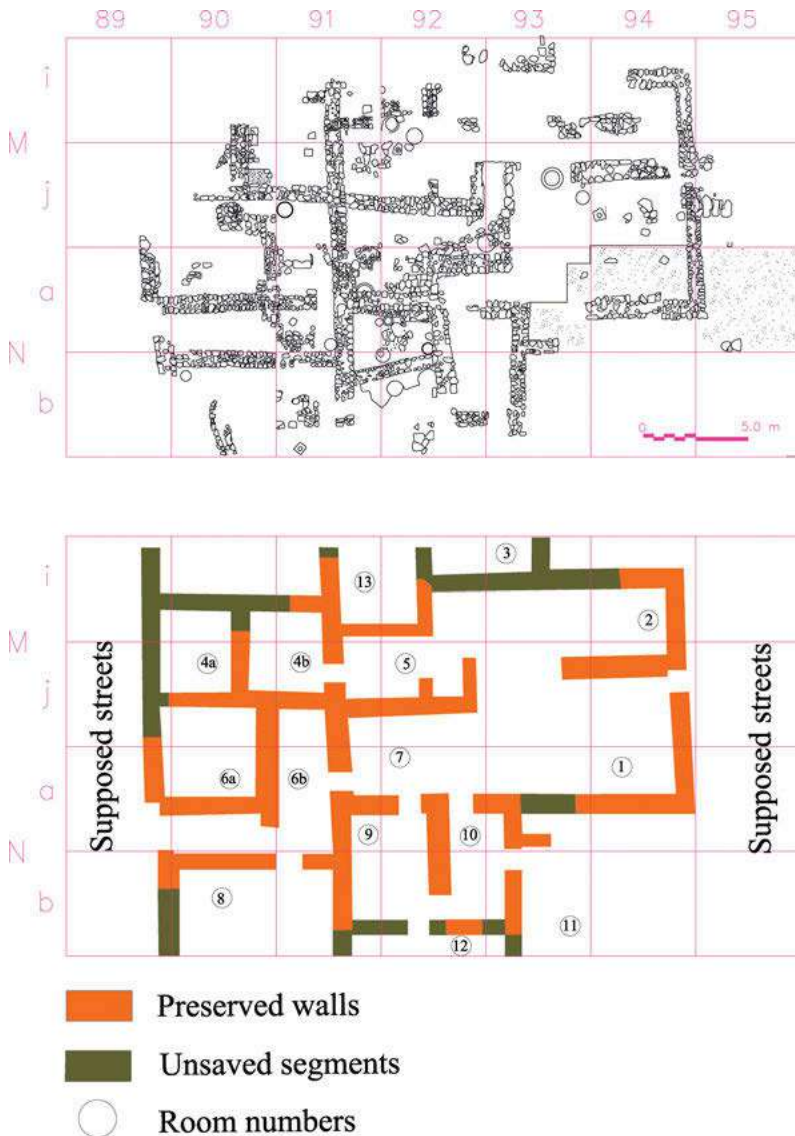 89 90 91 92 93 94 95
î
M
ĵ
a
N
b
0 5.0 m
î
M
ĵ
a
N
b
Supposed streets
Supposed streets
3
13
2
4a 4b 5
7
6a 6b 1
9 10
8 11
12
Preserved walls
Unsaved segments
Room numbers